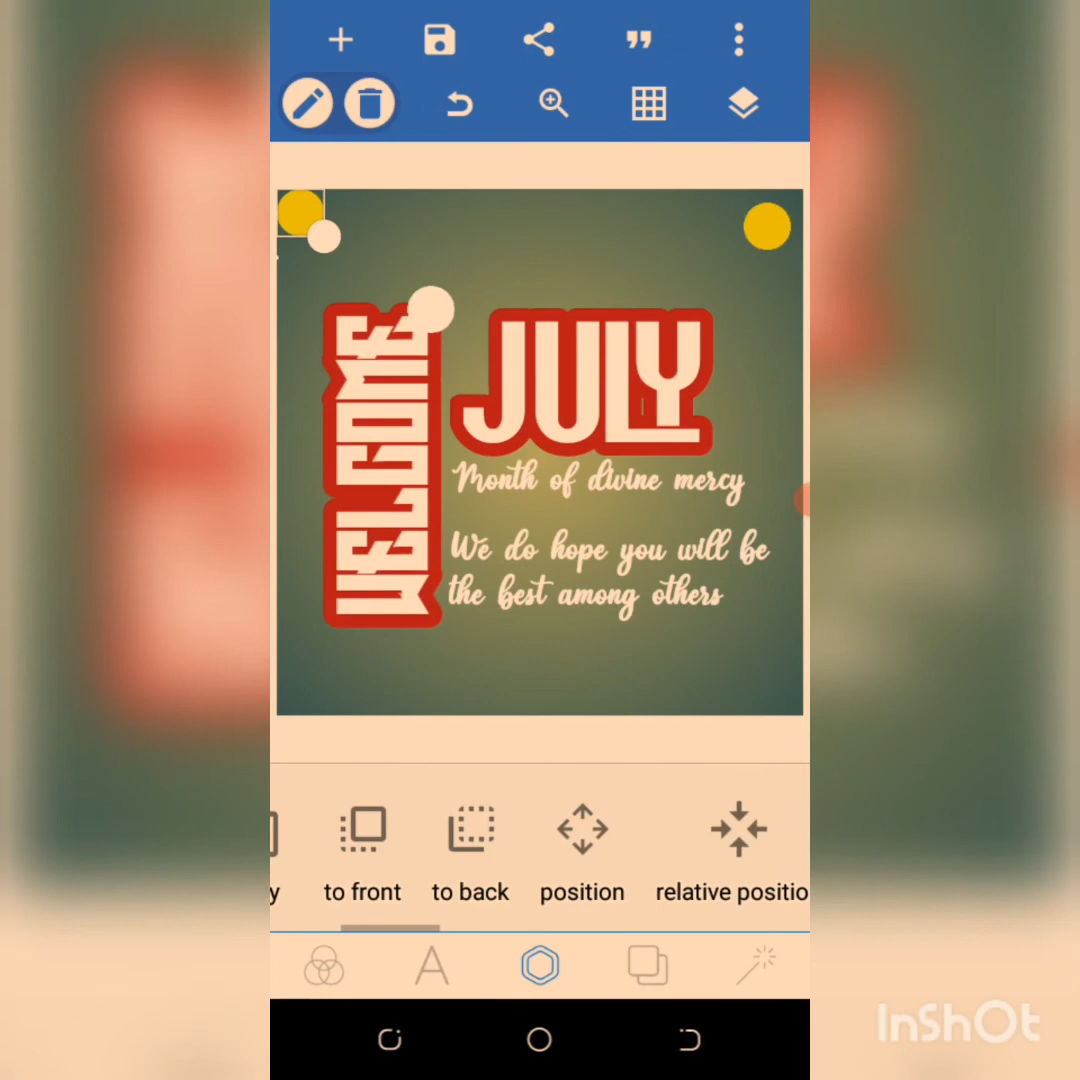 WELCOME
JULY
Month of divine mercy
We do hope you will be
the best among others
y
to front
to back
position
relative positio
InShOt